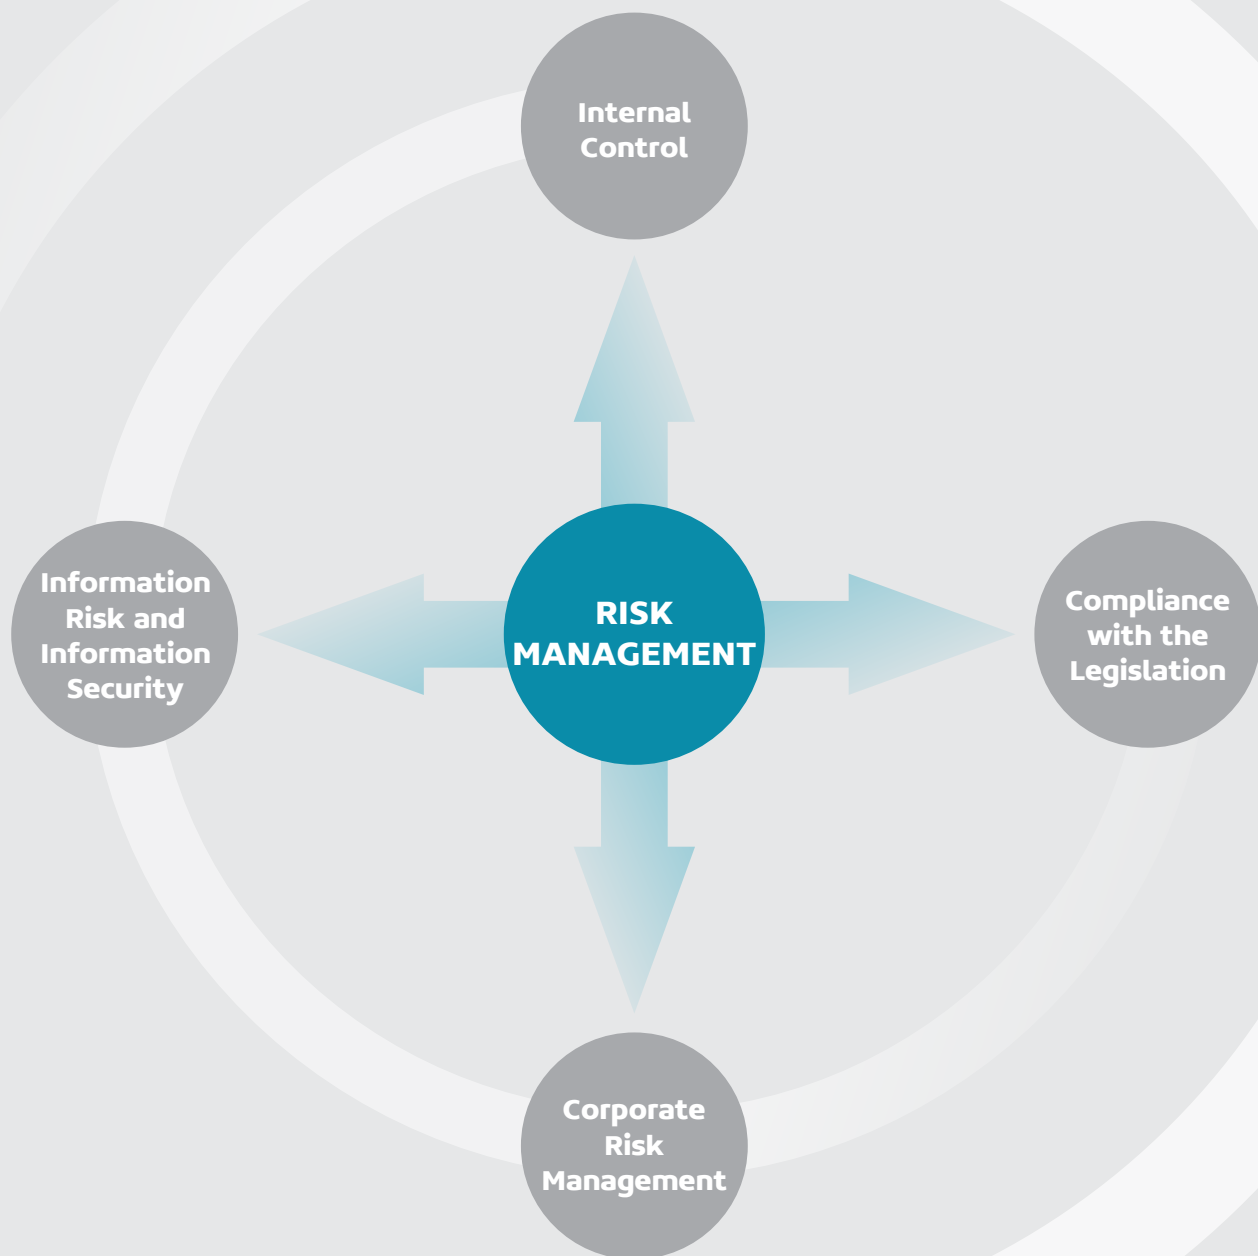 Internal
Control
Information
Risk and
Information
Security
RISK
MANAGEMENT
Compliance
with the
Legislation
Corporate
Risk
Management